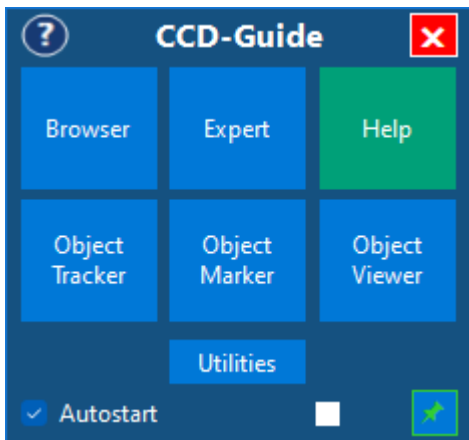 ?
CCD-Guide
Browser
Expert
Help
Object
Tracker
Object
Marker
Object
Viewer
Utilities
Autostart